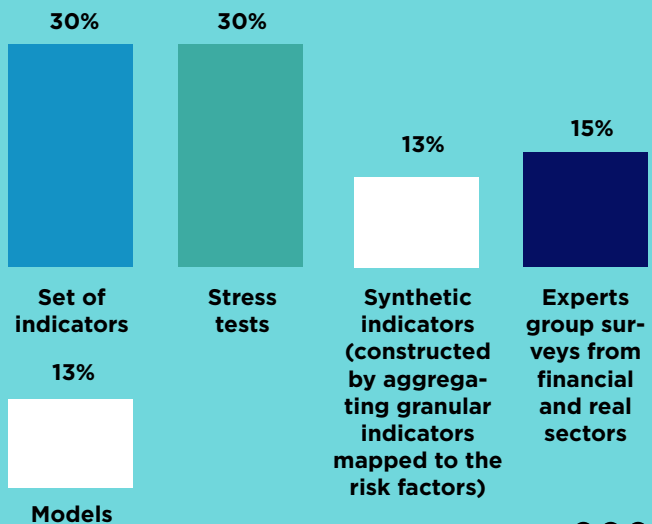 30%
30%
13%
15%
Set of
indicators
Stress
tests
Synthetic
indicators
(constructed
by aggrega-
ting granular
indicators
mapped to the
risk factors)
Experts
group sur-
veys from
financial
and real
sectors
13%
Models